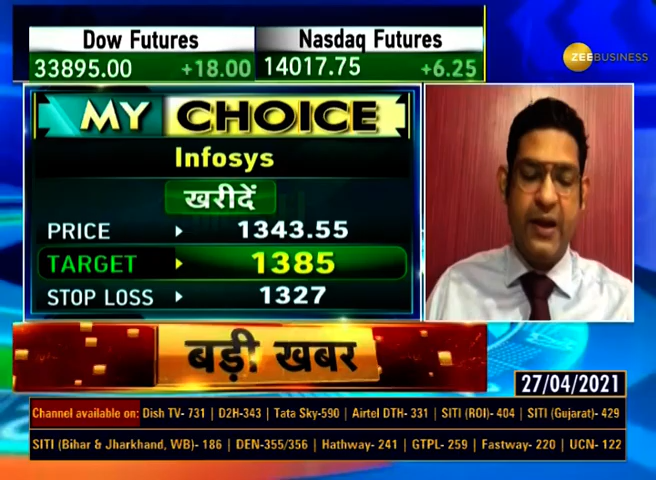 Dow Futures
Nasdaq Futures
33895.00 +18.00
14017.75 +6.25
ZEEBUSINESS
MY CHOICE
Infosys
खरीदें
PRICE 1343.55
TARGET 1385
STOP LOSS 1327
बड़ी खबर
27/04/2021
Channel available on: Dish TV- 731 | D2H-343 | Tata Sky-590 | Airtel DTH- 331 | SITI (ROI)- 404 | SITI (Gujarat)- 429
SITI (Bihar & Jharkhand, WB)- 186 | DEN-355/356 | Hathway- 241 | GTPL- 259 | Fastway- 220 | UCN- 122